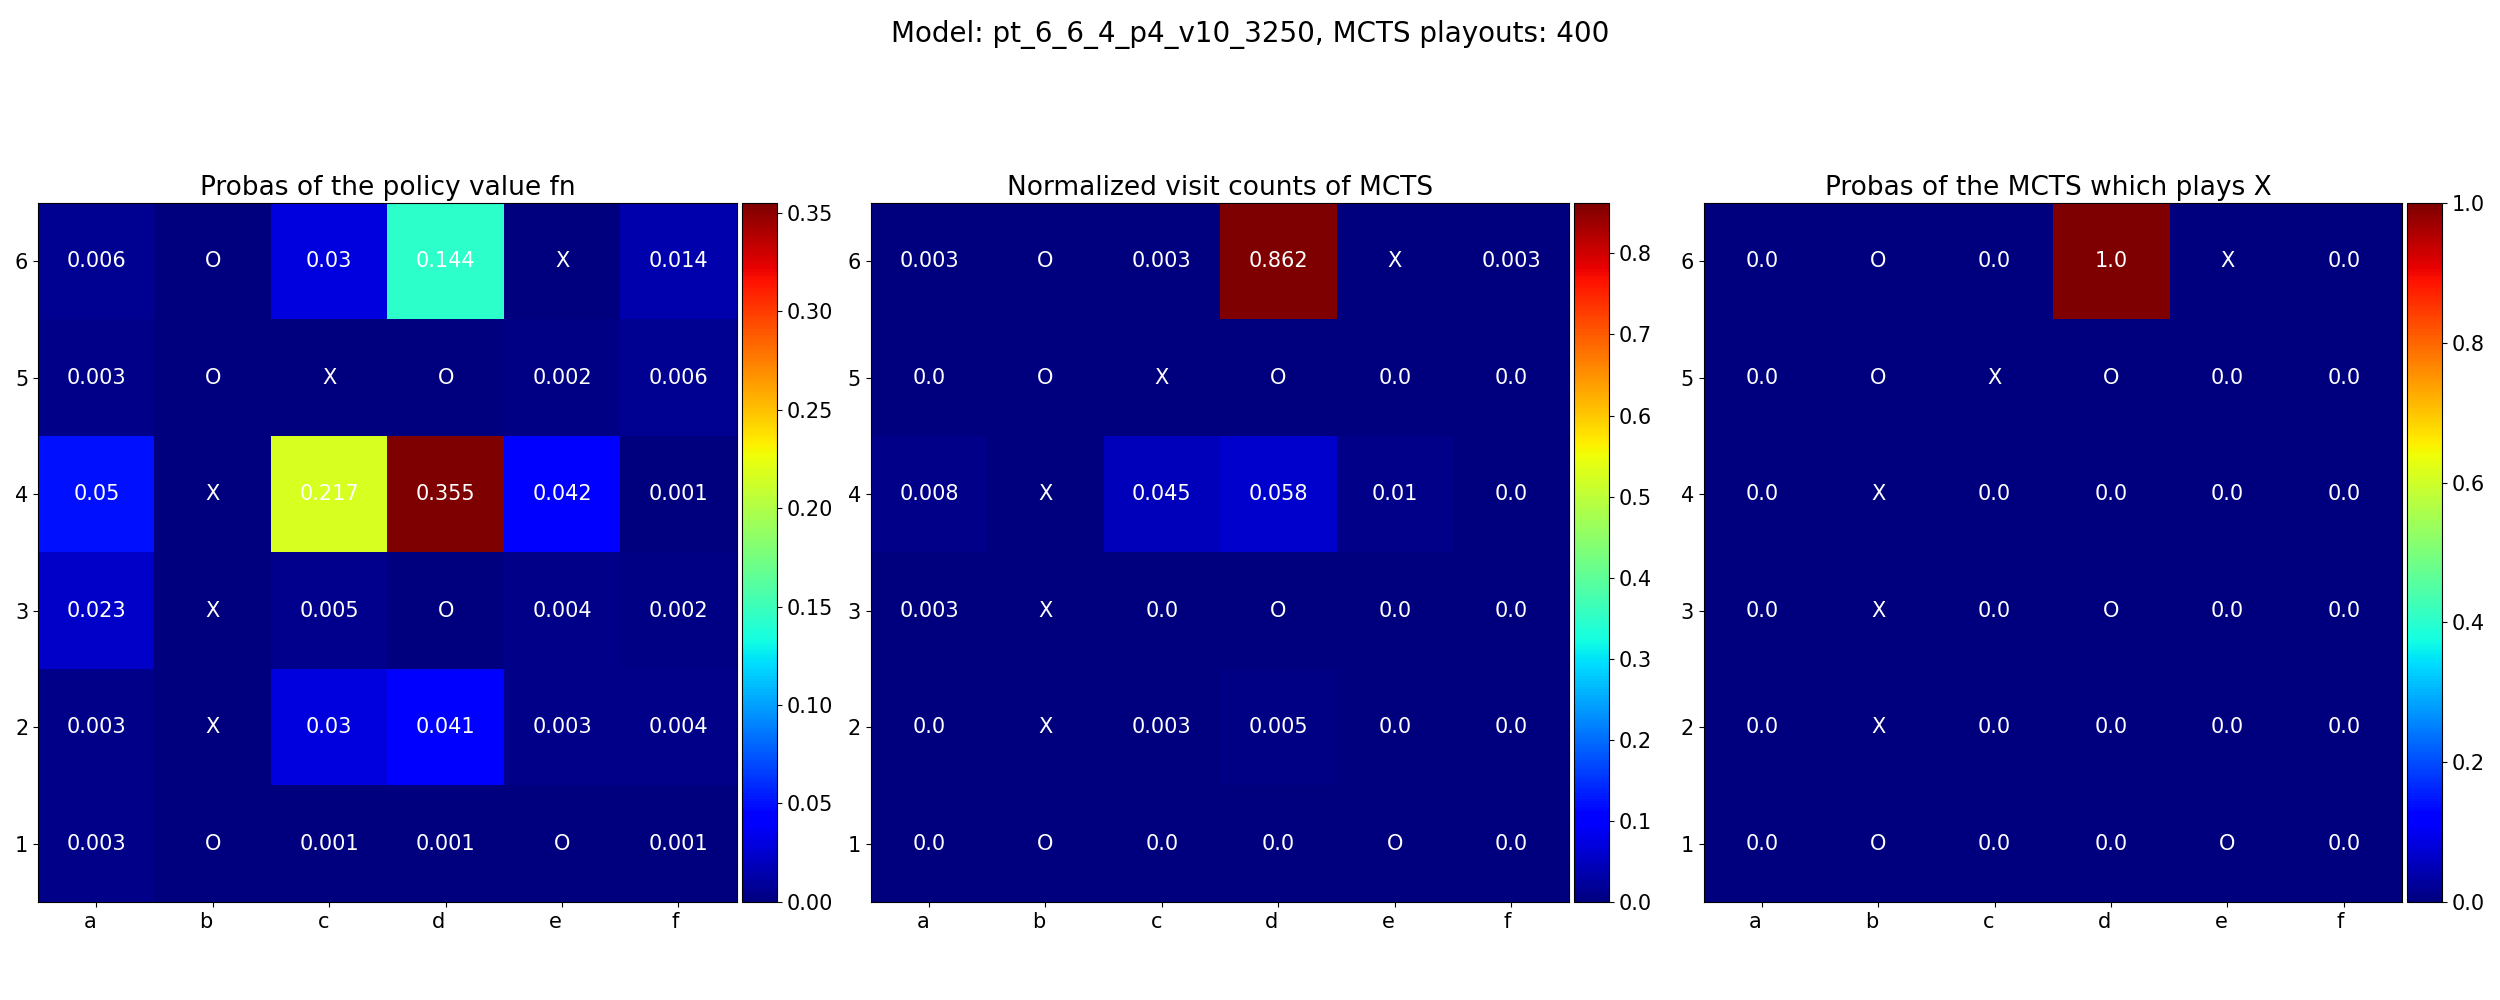 Model: pt_6_6_4_p4_v10_3250, MCTS playouts: 400
Probas of the policy value fn
6 0.006 O 0.03 0.144 X 0.014
5 0.003 O X O 0.002 0.006
4 0.05 X 0.217 0.355 0.042 0.001
3 0.023 X 0.005 O 0.004 0.002
2 0.003 X 0.03 0.041 0.003 0.004
1 0.003 O 0.001 0.001 O 0.001
a b c d e f
0.35
0.30
0.25
0.20
0.15
0.10
0.05
0.00
Normalized visit counts of MCTS
6 0.003 O 0.003 0.862 X 0.003
5 0.0 O X O 0.0 0.0
4 0.008 X 0.045 0.058 0.01 0.0
3 0.003 X 0.0 O 0.0 0.0
2 0.0 X 0.003 0.005 0.0 0.0
1 0.0 O 0.0 0.0 O 0.0
a b c d e f
0.8
0.7
0.6
0.5
0.4
0.3
0.2
0.1
0.0
Probas of the MCTS which plays X
6 0.0 O 0.0 1.0 X 0.0
5 0.0 O X O 0.0 0.0
4 0.0 X 0.0 0.0 0.0 0.0
3 0.0 X 0.0 O 0.0 0.0
2 0.0 X 0.0 0.0 0.0 0.0
1 0.0 O 0.0 0.0 O 0.0
a b c d e f
1.0
0.8
0.6
0.4
0.2
0.0